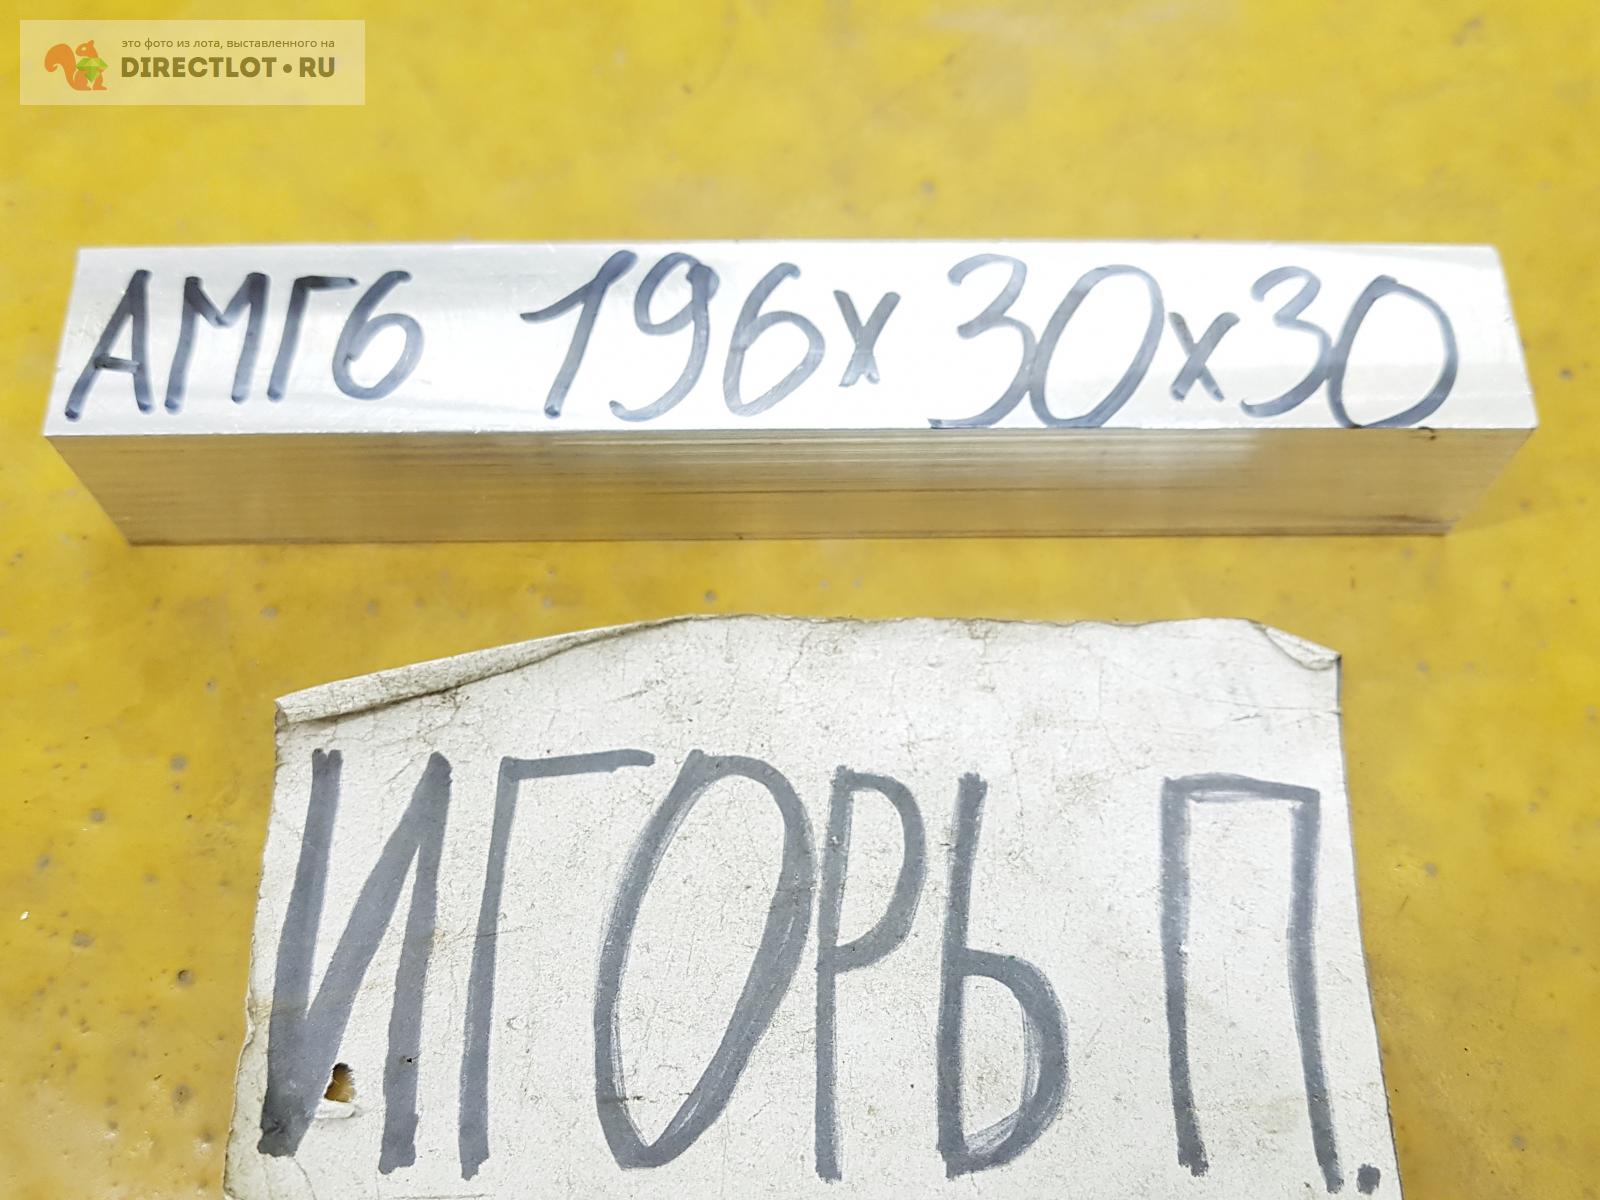 это фото из лота, выставленного на
DIRECTLOT•RU
АМГ6 196х30х30
ИГОРЬ П.